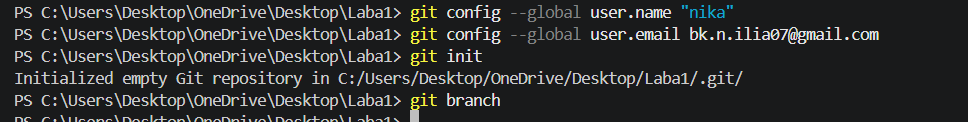 PS C:\Users\Desktop\OneDrive\Desktop\Laba1> git config --global user.name "nika"
PS C:\Users\Desktop\OneDrive\Desktop\Laba1> git config --global user.email bk.n.ilia07@gmail.com
PS C:\Users\Desktop\OneDrive\Desktop\Laba1> git init
Initialized empty Git repository in C:/Users/Desktop/OneDrive/Desktop/Laba1/.git/
PS C:\Users\Desktop\OneDrive\Desktop\Laba1> git branch
PS C:\Users\Desktop\OneDrive\Desktop\Laba1>